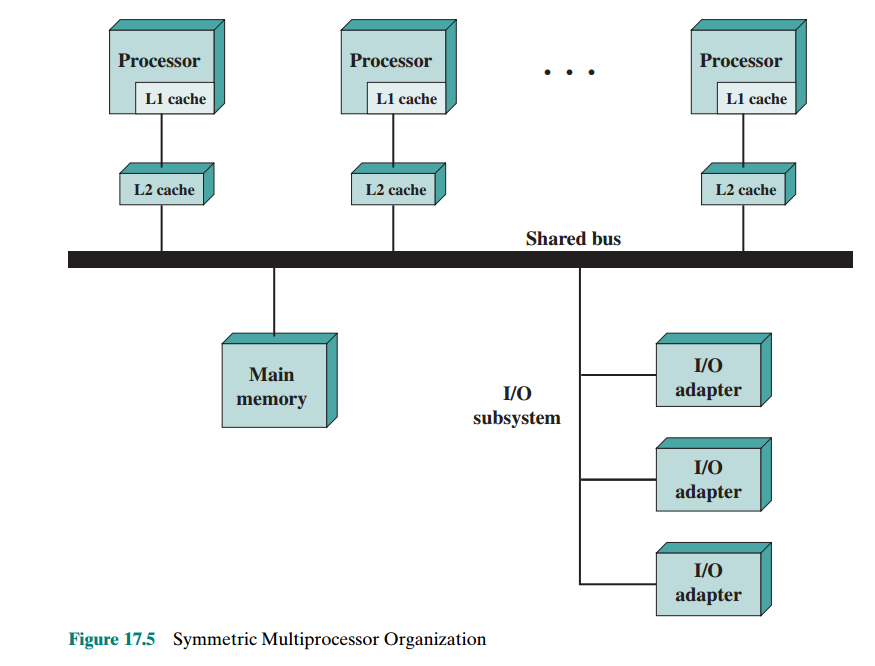 Processor
L1 cache
L2 cache
Processor
L1 cache
L2 cache
. . .
Processor
L1 cache
L2 cache
Shared bus
Main
memory
I/O
subsystem
I/O
adapter
I/O
adapter
I/O
adapter
Figure 17.5 Symmetric Multiprocessor Organization